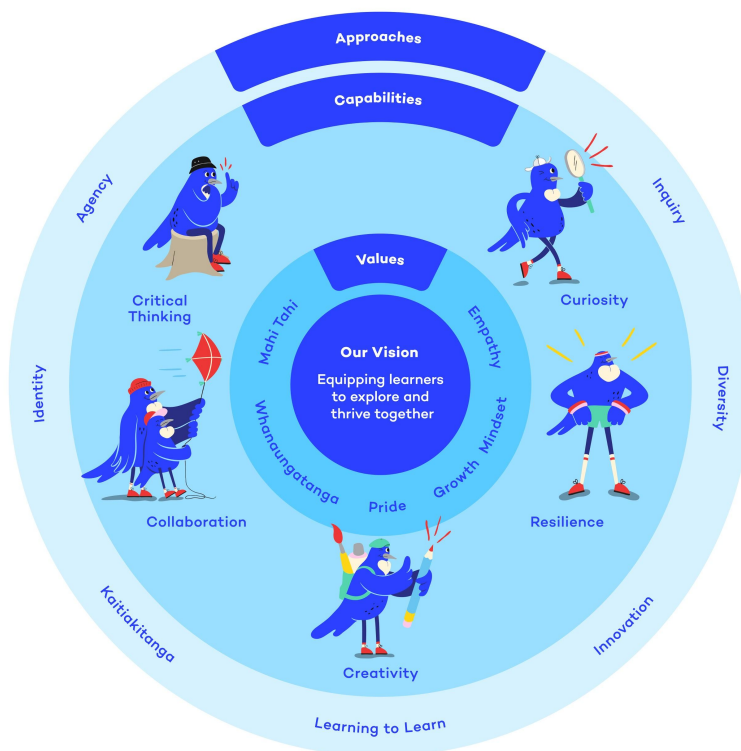 Approaches
Capabilities
Agency
Inquiry
Critical
Thinking
Curiosity
Values
Mahi Tahi
Empathy
Our Vision
Equipping learners
to explore and
thrive together
Identity
Diversity
Whanaungatanga
Pride
Growth Mindset
Collaboration
Resilience
Kaitiakitanga
Innovation
Creativity
Learning to Learn